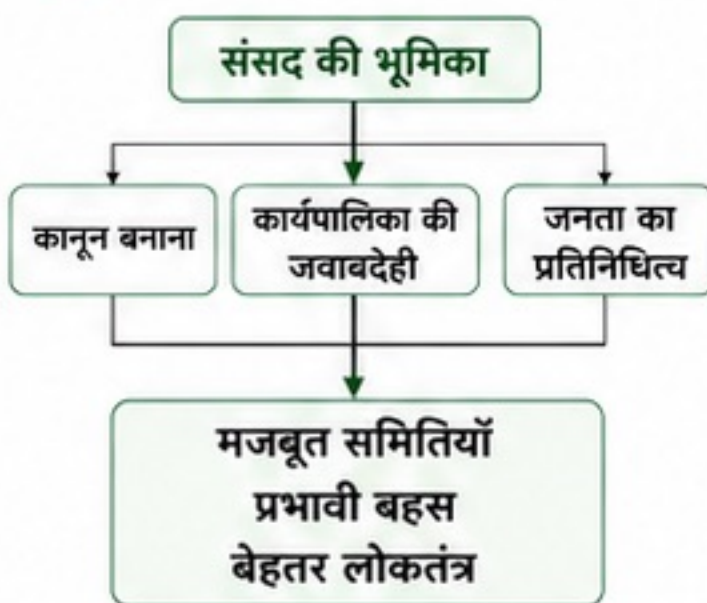 संसद की भूमिका
कानून बनाना
कार्यपालिका की
जवाबदेही
जनता का
प्रतिनिधित्च
मजबूत समितियॉ
प्रभावी बहस
बेहतर लोकतंत्र